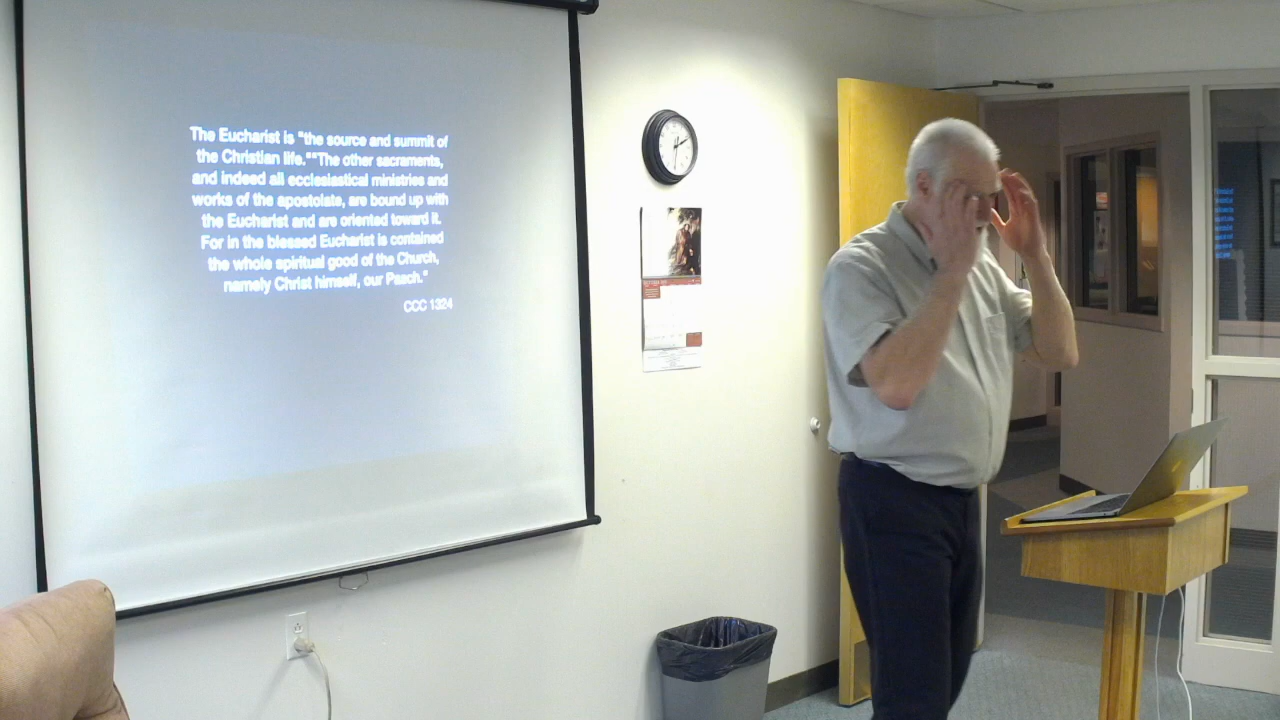 The Eucharist is "the source and summit of
the Christian life.""The other sacraments,
and indeed all ecclesiastical ministries and
works of the apostolate, are bound up with
the Eucharist and are oriented toward it.
For in the blessed Eucharist is contained
the whole spiritual good of the Church,
namely Christ himself, our Pasch."
CCC 1324